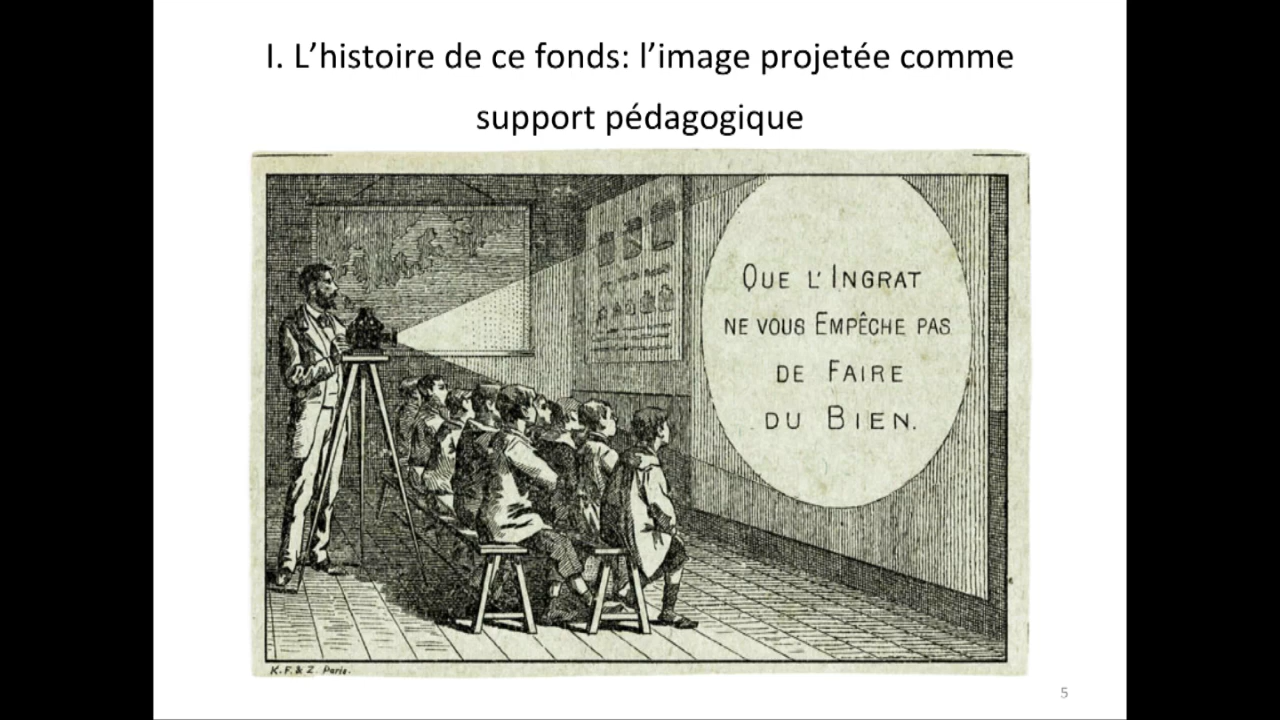 I. L’histoire de ce fonds: l’image projetée comme
support pédagogique
QUE L'INGRAT
NE VOUS EMPÊCHE PAS
DE FAIRE
DU BIEN.
K. F. & Z. Paris.
5